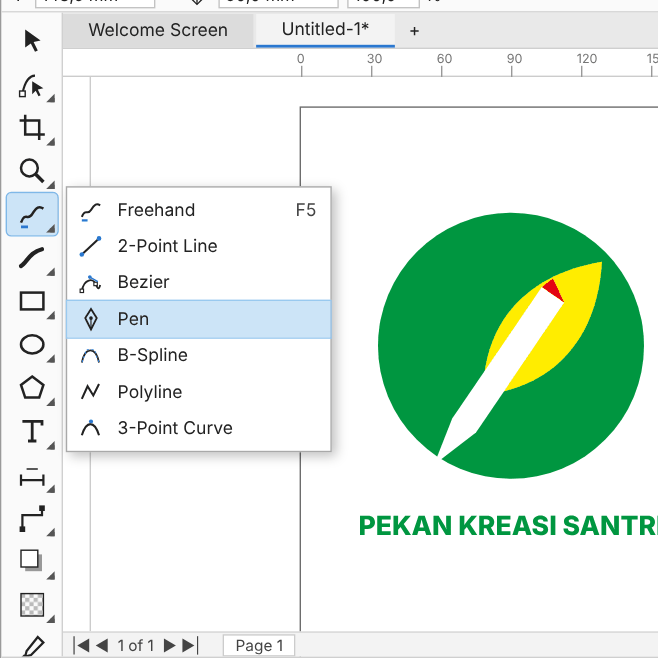 Welcome Screen
Untitled-1*
+
0 30 60 90 120
Freehand F5
2-Point Line
Bezier
Pen
B-Spline
Polyline
3-Point Curve
PEKAN KREASI SANTRI
1 of 1
Page 1